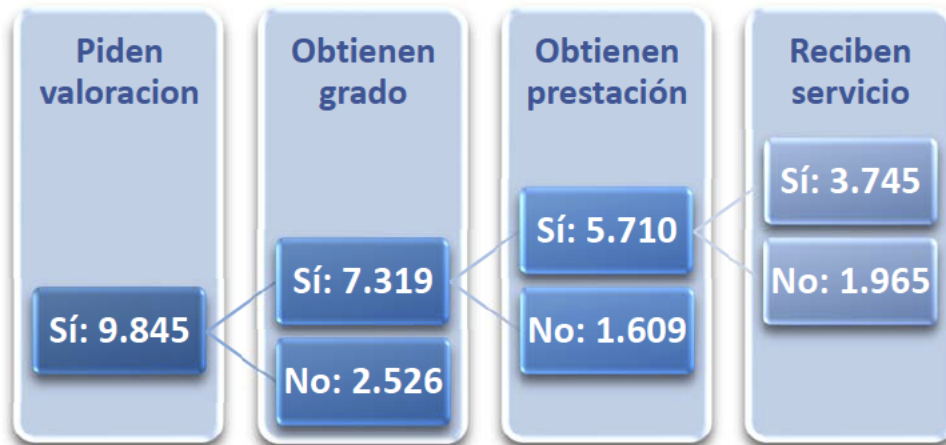 Piden
valoracion
Sí: 9.845
Obtienen
grado
Sí: 7.319
No: 2.526
Obtienen
prestación
Sí: 5.710
No: 1.609
Reciben
servicio
Sí: 3.745
No: 1.965